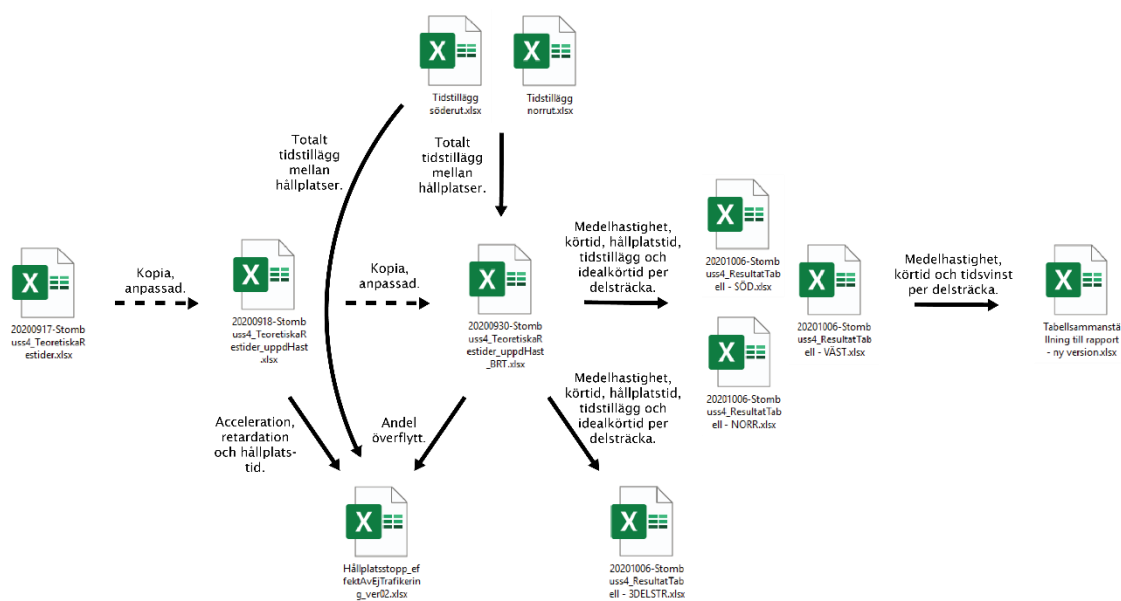 Tidstillägg
söderut.xlsx
Tidstillägg
norrut.xlsx
Totalt
tidstillägg
mellan
hållplatser.
Totalt
tidstillägg
mellan
hållplatser.
20200917-Stomb
uss4_TeoretiskaR
estider.xlsx
Kopia,
anpassad.
20200918-Stomb
uss4_TeoretiskaR
estider_uppdHast
.xlsx
Kopia,
anpassad.
20200930-Stomb
uss4_TeoretiskaR
estider_uppdHast
_BRT.xlsx
Medelhastighet,
körtid, hållplatstid,
tidstillägg och
idealkörtid per
delsträcka.
20201006-Stomb
uss4_ResultatTab
ell - SÖD.xlsx
20201006-Stomb
uss4_ResultatTab
ell - VÄST.xlsx
20201006-Stomb
uss4_ResultatTab
ell - NORR.xlsx
Medelhastighet,
körtid och tidsvinst
per delsträcka.
Tabellsammanstä
llning till rapport
- ny version.xlsx
Acceleration,
retardation
och hållplats-
tid.
Andel
överflytt.
Medelhastighet,
körtid, hållplatstid,
tidstillägg och
idealkörtid per
delsträcka.
Hållplatsstopp_ef
fektAvEjTrafikerin
g_ver02.xlsx
20201006-Stomb
uss4_ResultatTab
ell - 3DELSTR.xlsx